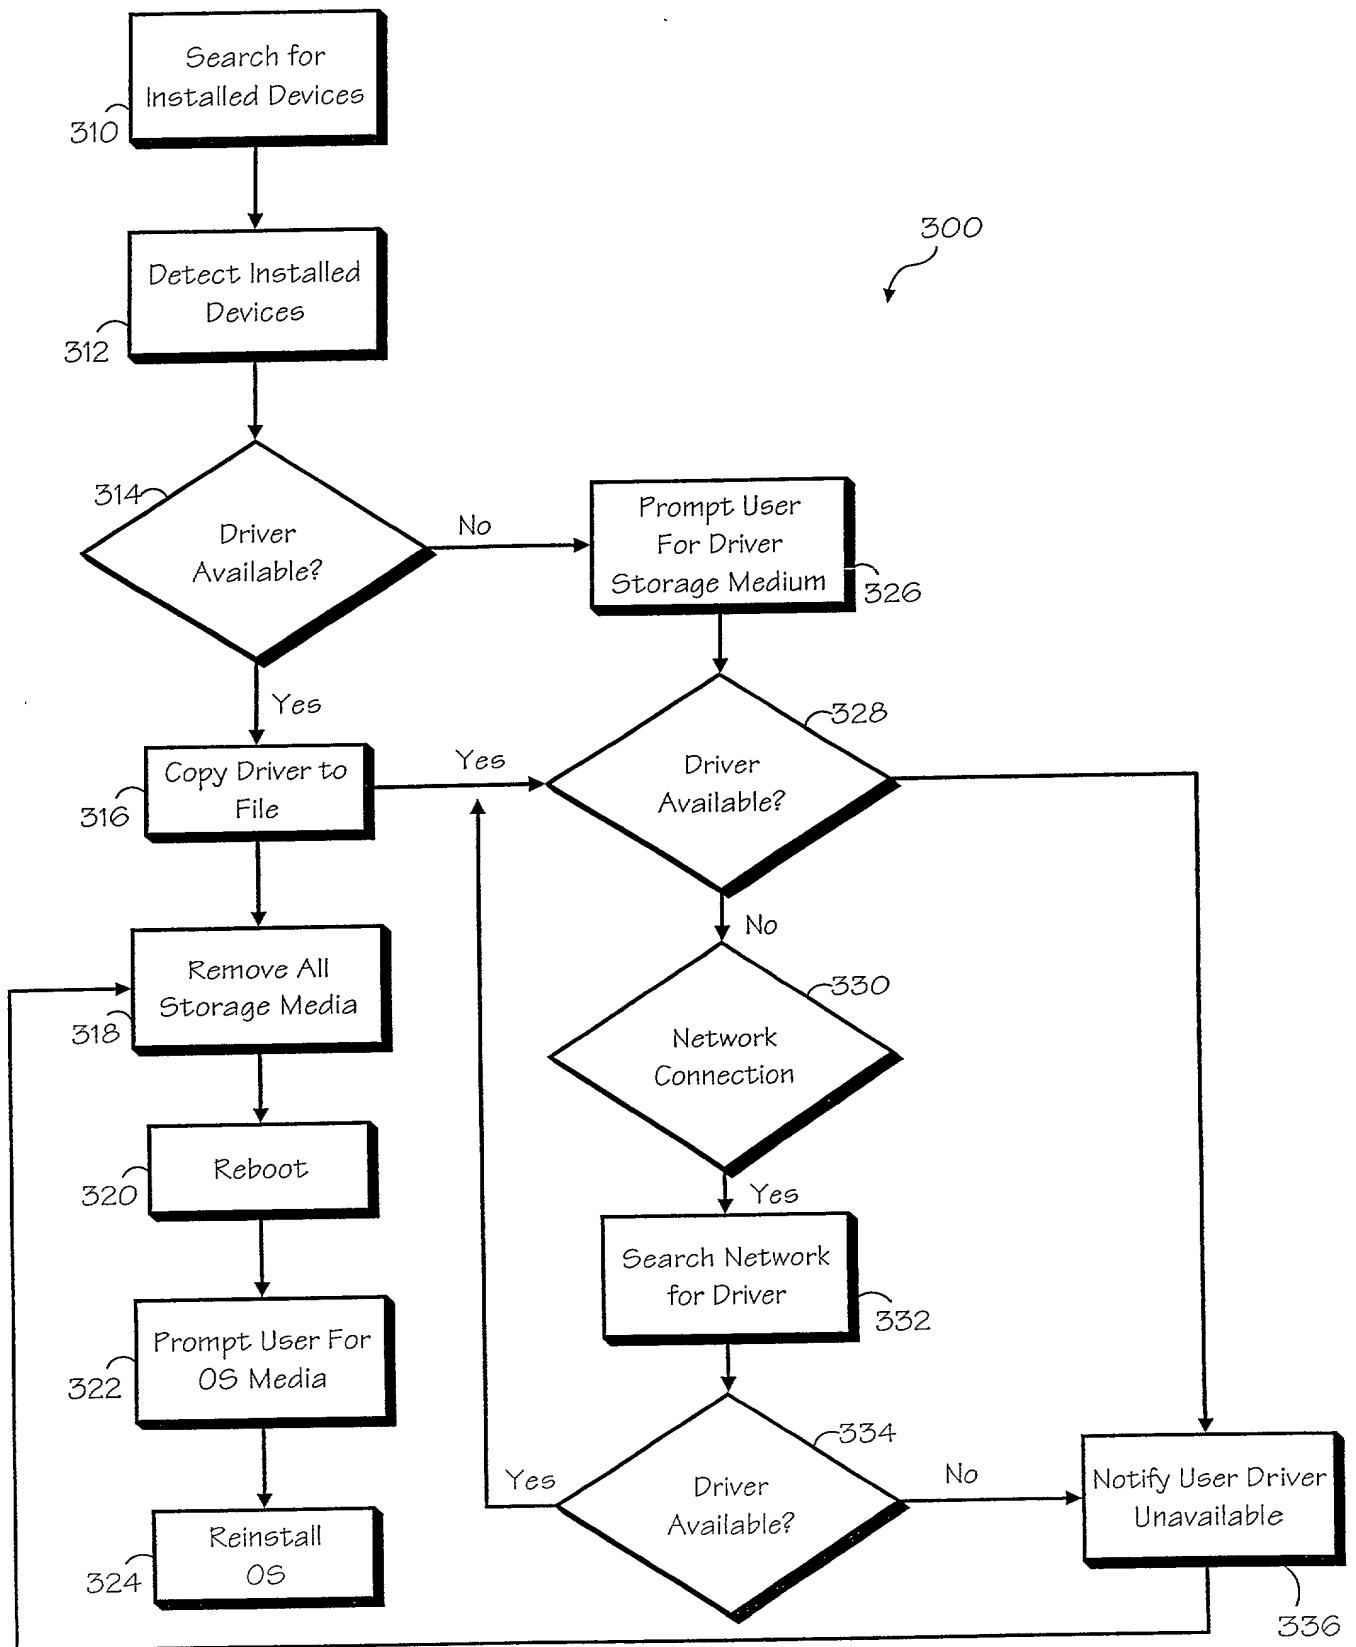 Search for
Installed Devices
310
300
Detect Installed
Devices
312
314
Driver
Available?
No
Prompt User
For Driver
Storage Medium
326
Yes
328
Copy Driver to
File
316
Yes
Driver
Available?
No
Remove All
Storage Media
318
330
Network
Connection
Reboot
320
Yes
Search Network
for Driver
332
Prompt User For
OS Media
322
334
Yes
Driver
Available?
No
Notify User Driver
Unavailable
Reinstall
OS
324
336